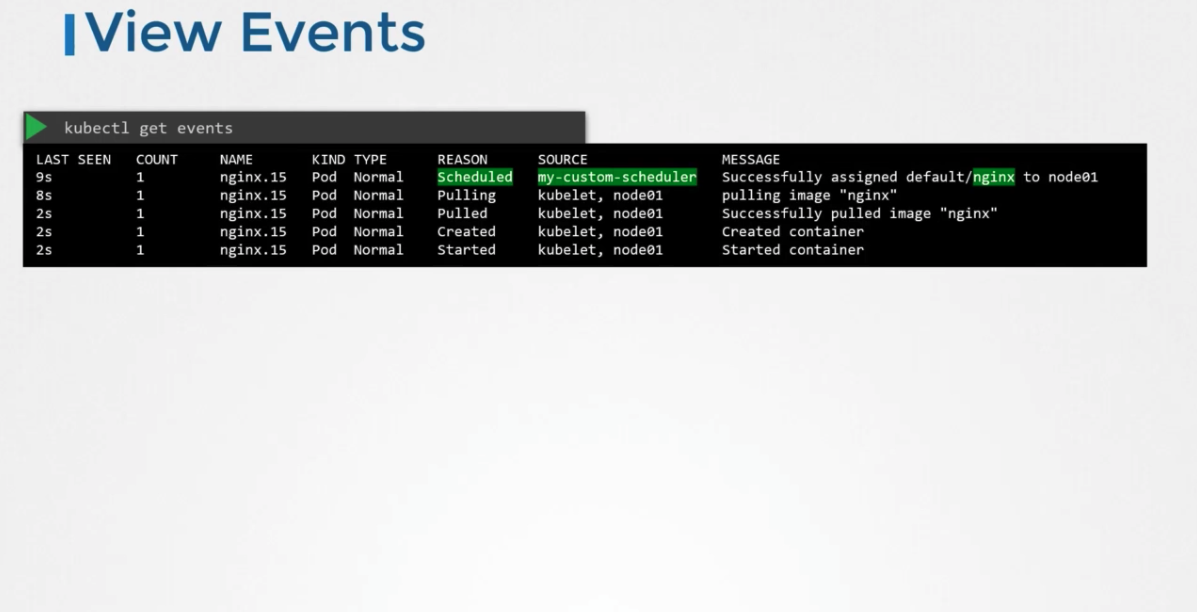 View Events
kubectl get events
LAST SEEN COUNT NAME KIND TYPE REASON SOURCE MESSAGE
9s 1 nginx.15 Pod Normal Scheduled my-custom-scheduler Successfully assigned default/nginx to node01
8s 1 nginx.15 Pod Normal Pulling kubelet, node01 pulling image "nginx"
2s 1 nginx.15 Pod Normal Pulled kubelet, node01 Successfully pulled image "nginx"
2s 1 nginx.15 Pod Normal Created kubelet, node01 Created container
2s 1 nginx.15 Pod Normal Started kubelet, node01 Started container